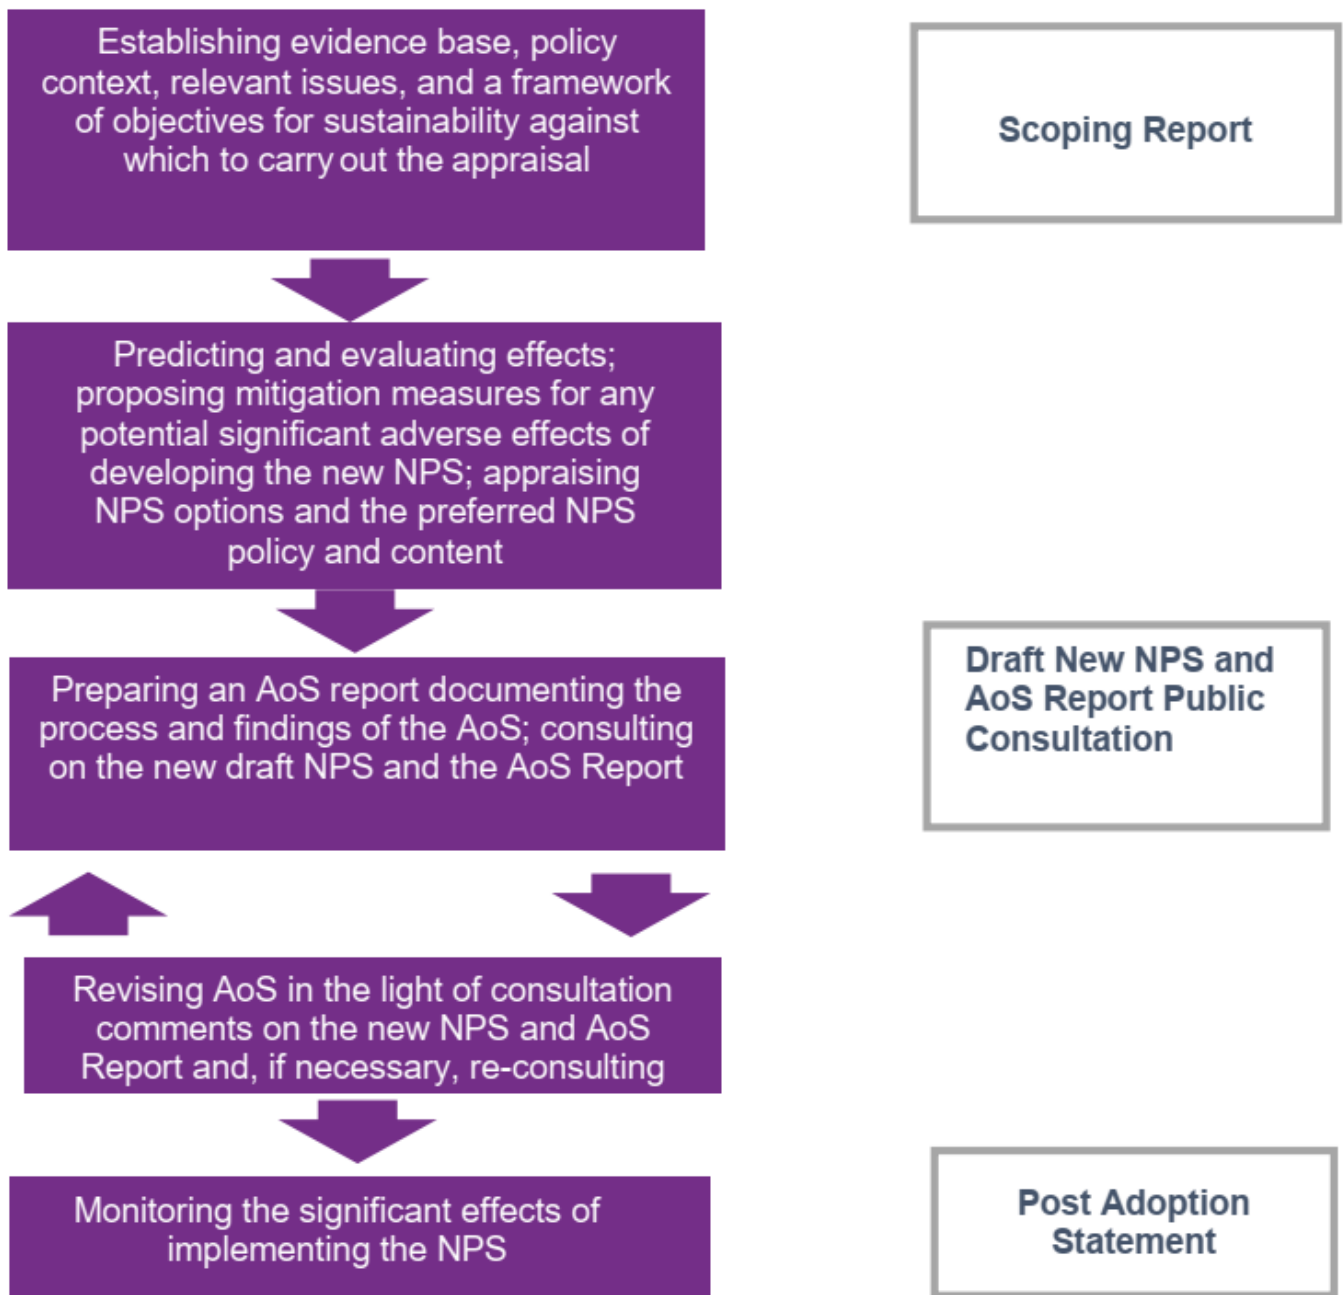 Establishing evidence base, policy
context, relevant issues, and a framework
of objectives for sustainability against
which to carry out the appraisal
Scoping Report
Predicting and evaluating effects;
proposing mitigation measures for any
potential significant adverse effects of
developing the new NPS; appraising
NPS options and the preferred NPS
policy and content
Preparing an AoS report documenting the
process and findings of the AoS; consulting
on the new draft NPS and the AoS Report
Draft New NPS and
AoS Report Public
Consultation
Revising AoS in the light of consultation
comments on the new NPS and AoS
Report and, if necessary, re-consulting
Monitoring the significant effects of
implementing the NPS
Post Adoption
Statement